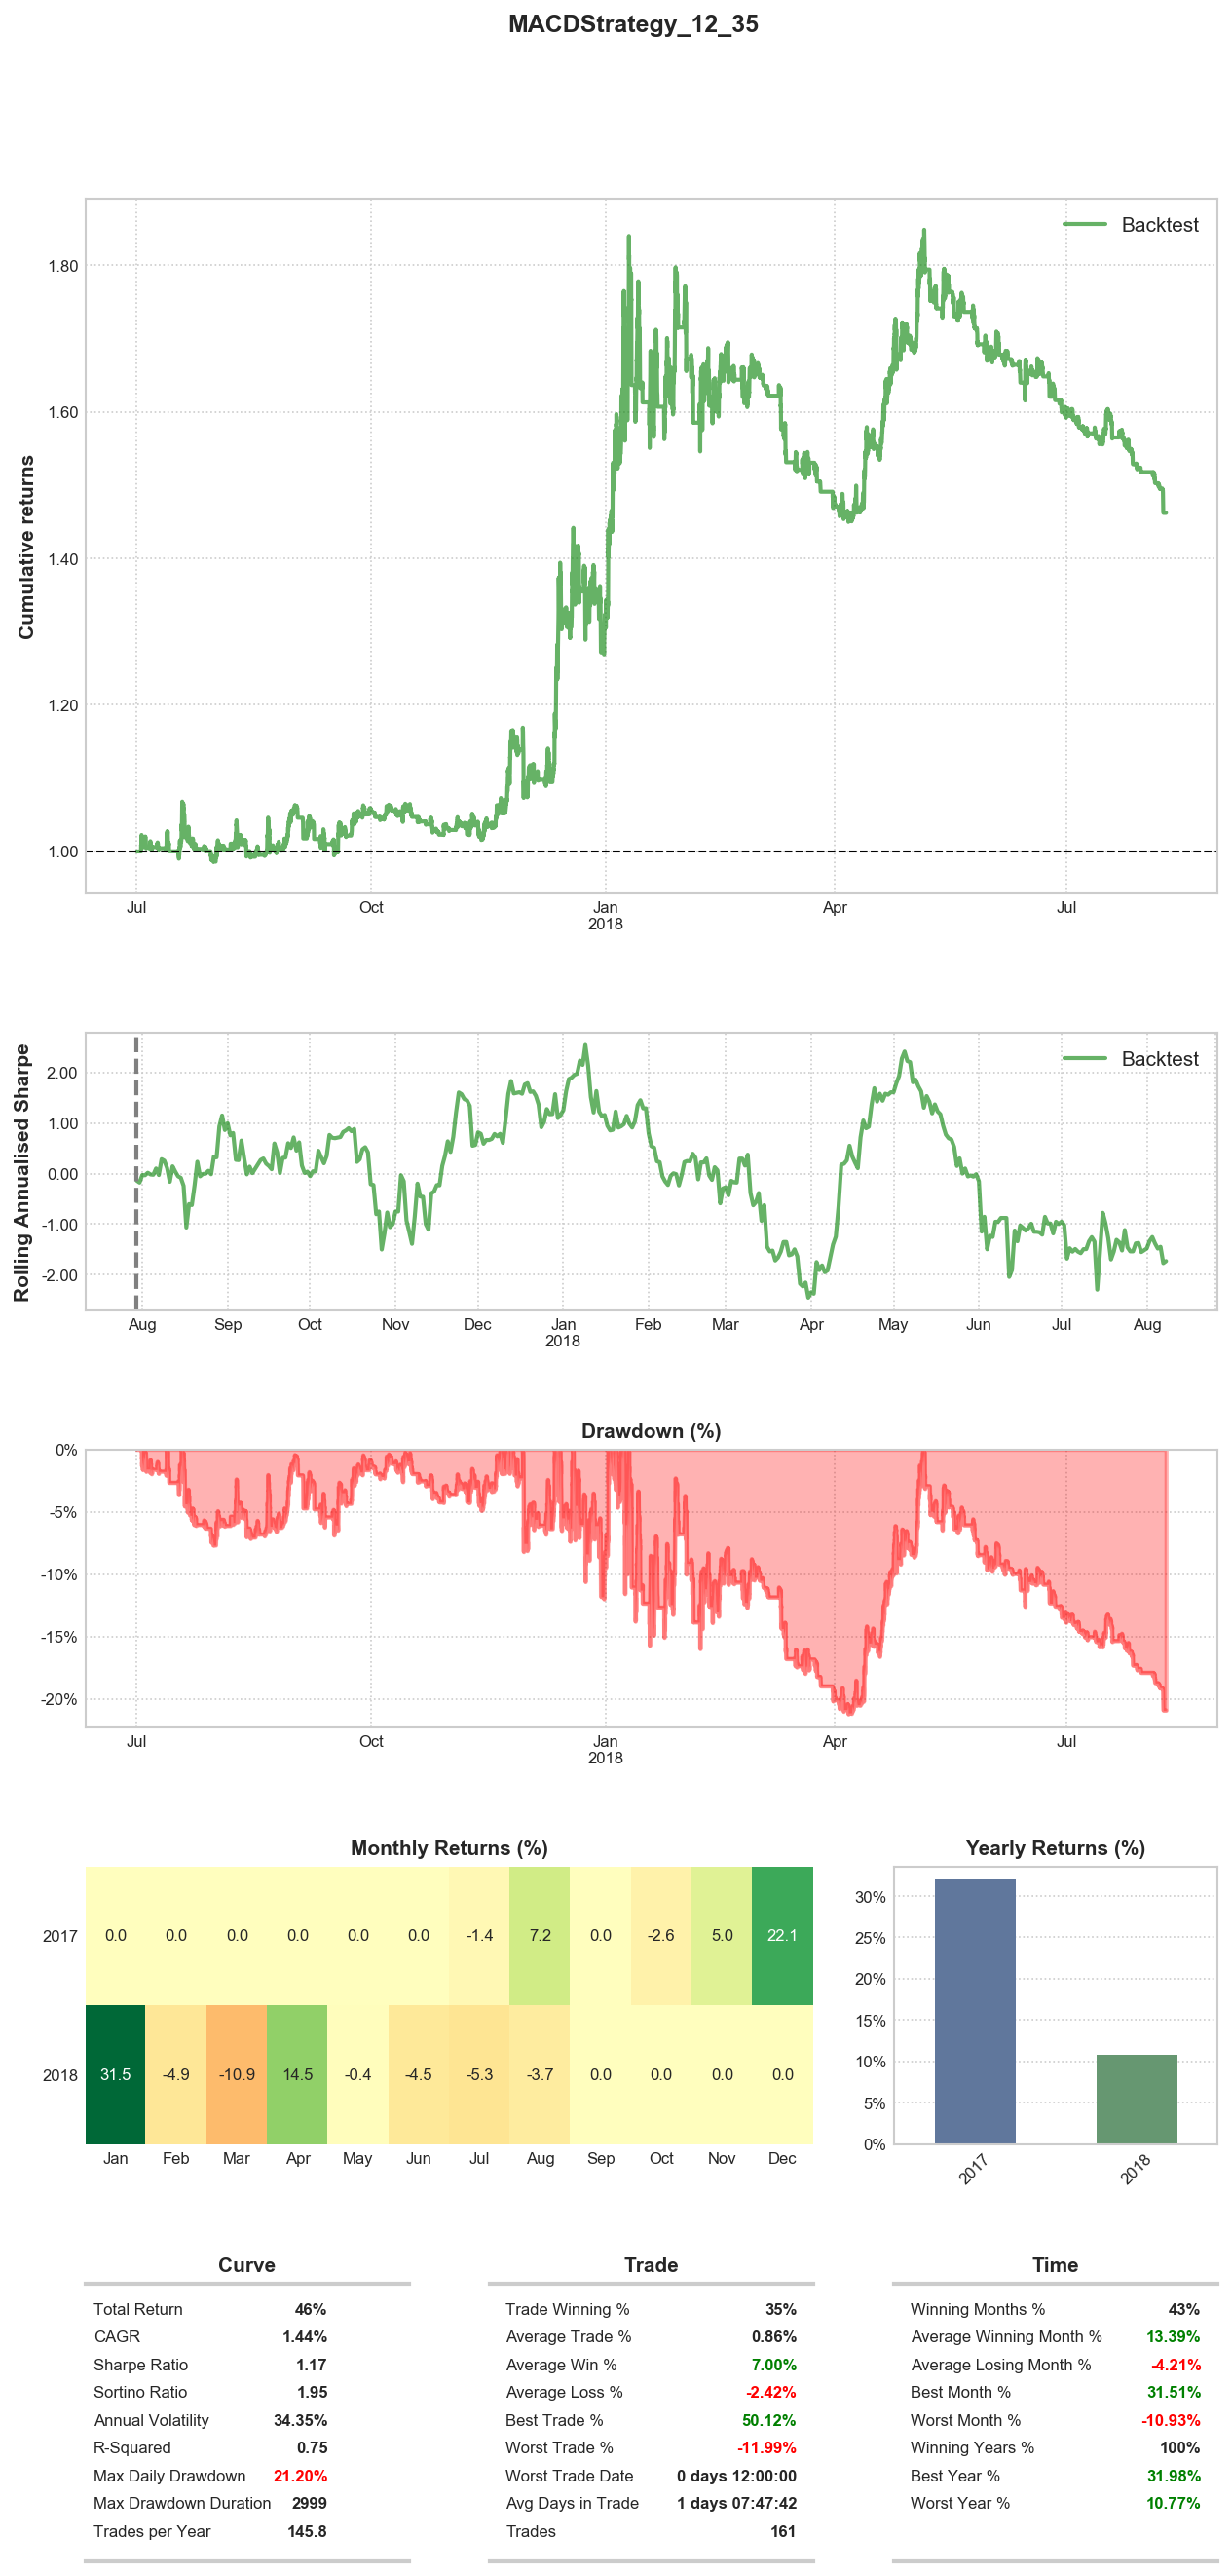 MACDStrategy_12_35
Cumulative returns
Backtest
1.80
1.60
1.40
1.20
1.00
Jul Oct Jan Apr Jul
2018
Rolling Annualised Sharpe
Backtest
2.00
1.00
0.00
-1.00
-2.00
Aug Sep Oct Nov Dec Jan Feb Mar Apr May Jun Jul Aug
2018
Drawdown (%)
0%
-5%
-10%
-15%
-20%
Jul Oct Jan Apr Jul
2018
Monthly Returns (%)
2017 0.0 0.0 0.0 0.0 0.0 0.0 -1.4 7.2 0.0 -2.6 5.0 22.1
2018 31.5 -4.9 -10.9 14.5 -0.4 -4.5 -5.3 -3.7 0.0 0.0 0.0 0.0
Jan Feb Mar Apr May Jun Jul Aug Sep Oct Nov Dec
Yearly Returns (%)
30%
25%
20%
15%
10%
5%
0%
2017 2018
Curve
Total Return 46%
CAGR 1.44%
Sharpe Ratio 1.17
Sortino Ratio 1.95
Annual Volatility 34.35%
R-Squared 0.75
Max Daily Drawdown 21.20%
Max Drawdown Duration 2999
Trades per Year 145.8
Trade
Trade Winning % 35%
Average Trade % 0.86%
Average Win % 7.00%
Average Loss % -2.42%
Best Trade % 50.12%
Worst Trade % -11.99%
Worst Trade Date 0 days 12:00:00
Avg Days in Trade 1 days 07:47:42
Trades 161
Time
Winning Months % 43%
Average Winning Month % 13.39%
Average Losing Month % -4.21%
Best Month % 31.51%
Worst Month % -10.93%
Winning Years % 100%
Best Year % 31.98%
Worst Year % 10.77%